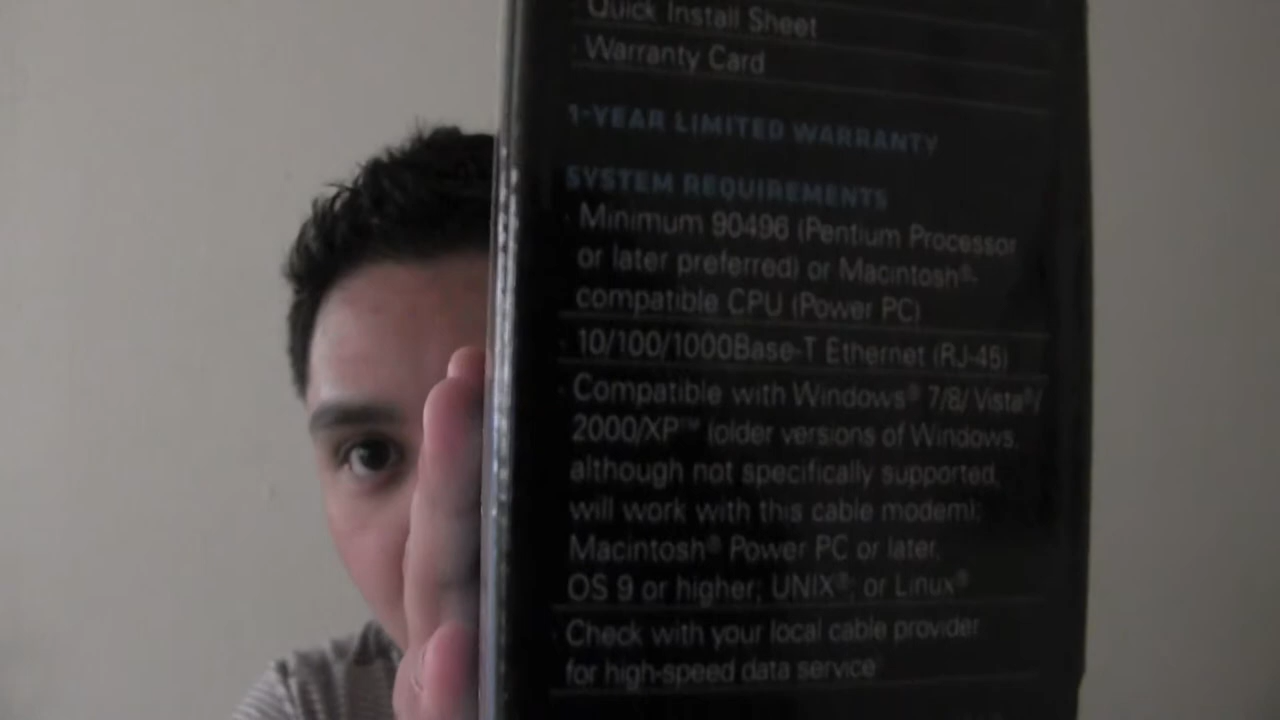 Quick Install Sheet
Warranty Card
1-YEAR LIMITED WARRANTY
SYSTEM REQUIREMENTS
· Minimum 90496 (Pentium Processor
or later preferred) or Macintosh®-
compatible CPU (Power PC)
· 10/100/1000Base-T Ethernet (RJ-45)
· Compatible with Windows® 7/8/ Vista®/
2000/XP™ (older versions of Windows,
although not specifically supported,
will work with this cable modem);
Macintosh® Power PC or later,
OS 9 or higher; UNIX®; or Linux®
· Check with your local cable provider
for high-speed data service